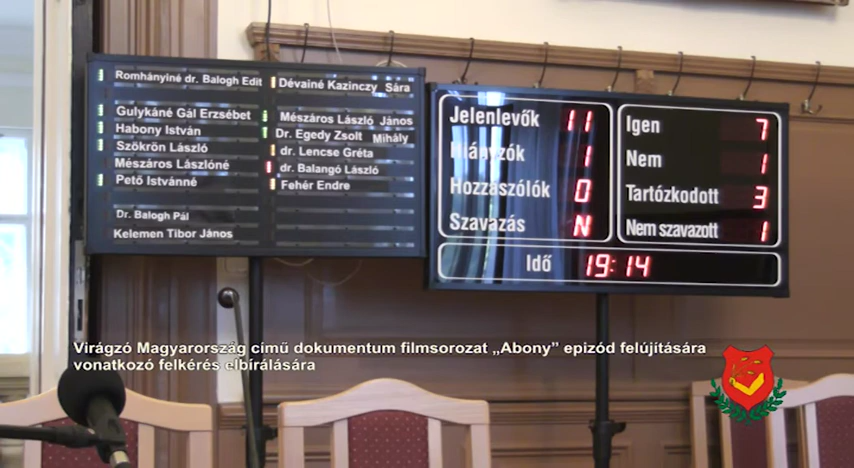 Romhányiné dr. Balogh Edit
Gulykáné Gál Erzsébet
Habony István
Szökrön László
Mészáros Lászlóné
Pető Istvánné
Dr. Balogh Pál
Kelemen Tibor János
Dévainé Kazinczy Sára
Mészáros László János
Dr. Egedy Zsolt Mihály
dr. Lencse Gréta
dr. Balangó László
Fehér Endre
Jelenlevők 11
Hiányzók 1
Hozzászólók 0
Szavazás N
Igen 7
Nem 1
Tartózkodott 3
Nem szavazott 1
Idő 19:14
Virágzó Magyarország című dokumentum filmsorozat „Abony” epizód felújítására
vonatkozó felkérés elbírálására